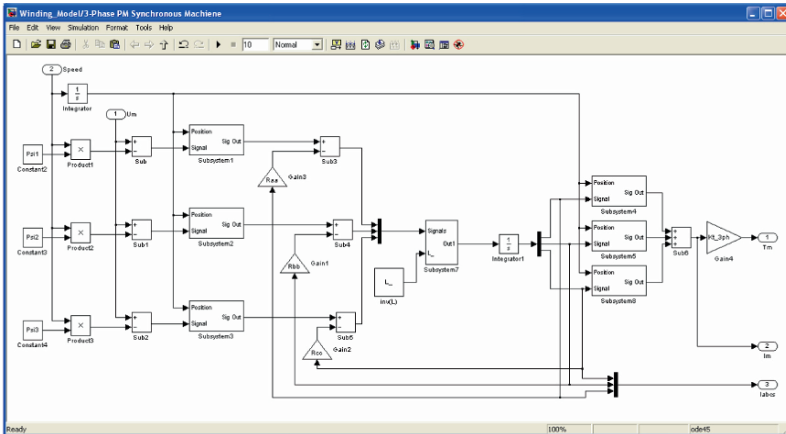 Winding_Model/3-Phase PM Synchronous Machiene
File Edit View Simulation Format Tools Help
10 Normal
2 Speed
1/s
Integrator
1 Um
Psi1
Constant2
Product1
Sub
Position
Signal
Sig Out
Subsystem1
Sub3
Raa
Gain3
Psi2
Constant3
Product2
Sub1
Position
Signal
Sig Out
Subsystem2
Sub4
Rbb
Gain1
Psi3
Constant4
Product3
Sub2
Position
Signal
Sig Out
Subsystem3
Sub5
Rcc
Gain2
Signals
L_
Out1
Subsystem7
L_
inv(L)
1/s
Integrator1
Position
Signal
Sig Out
Subsystem4
Position
Signal
Sig Out
Subsystem5
Position
Signal
Sig Out
Sub6
Gain4
1
Tm
2
Im
3
Iabcs
Ready
100%
ode45